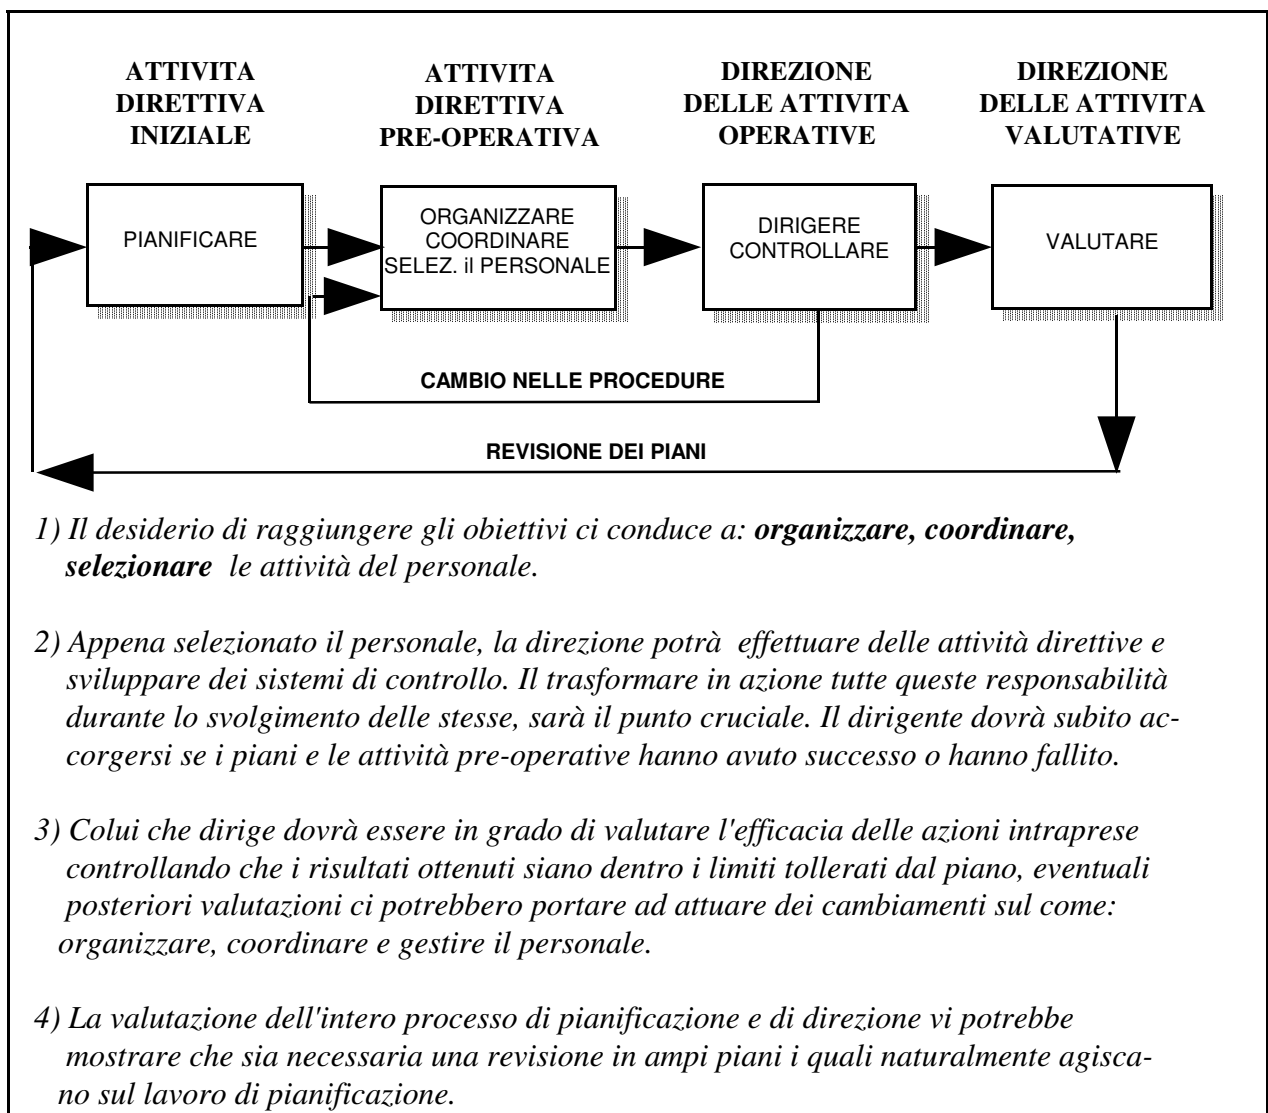 ATTIVITA
DIRETTIVA
INIZIALE
ATTIVITA
DIRETTIVA
PRE-OPERATIVA
DIREZIONE
DELLE ATTIVITA
OPERATIVE
DIREZIONE
DELLE ATTIVITA
VALUTATIVE
PIANIFICARE
ORGANIZZARE
COORDINARE
SELEZ. il PERSONALE
DIRIGERE
CONTROLLARE
VALUTARE
CAMBIO NELLE PROCEDURE
REVISIONE DEI PIANI
1) Il desiderio di raggiungere gli obiettivi ci conduce a: organizzare, coordinare,
selezionare le attività del personale.
2) Appena selezionato il personale, la direzione potrà effettuare delle attività direttive e
sviluppare dei sistemi di controllo. Il trasformare in azione tutte queste responsabilità
durante lo svolgimento delle stesse, sarà il punto cruciale. Il dirigente dovrà subito ac-
corgersi se i piani e le attività pre-operative hanno avuto successo o hanno fallito.
3) Colui che dirige dovrà essere in grado di valutare l'efficacia delle azioni intraprese
controllando che i risultati ottenuti siano dentro i limiti tollerati dal piano, eventuali
posteriori valutazioni ci potrebbero portare ad attuare dei cambiamenti sul come:
organizzare, coordinare e gestire il personale.
4) La valutazione dell'intero processo di pianificazione e di direzione vi potrebbe
mostrare che sia necessaria una revisione in ampi piani i quali naturalmente agisca-
no sul lavoro di pianificazione.